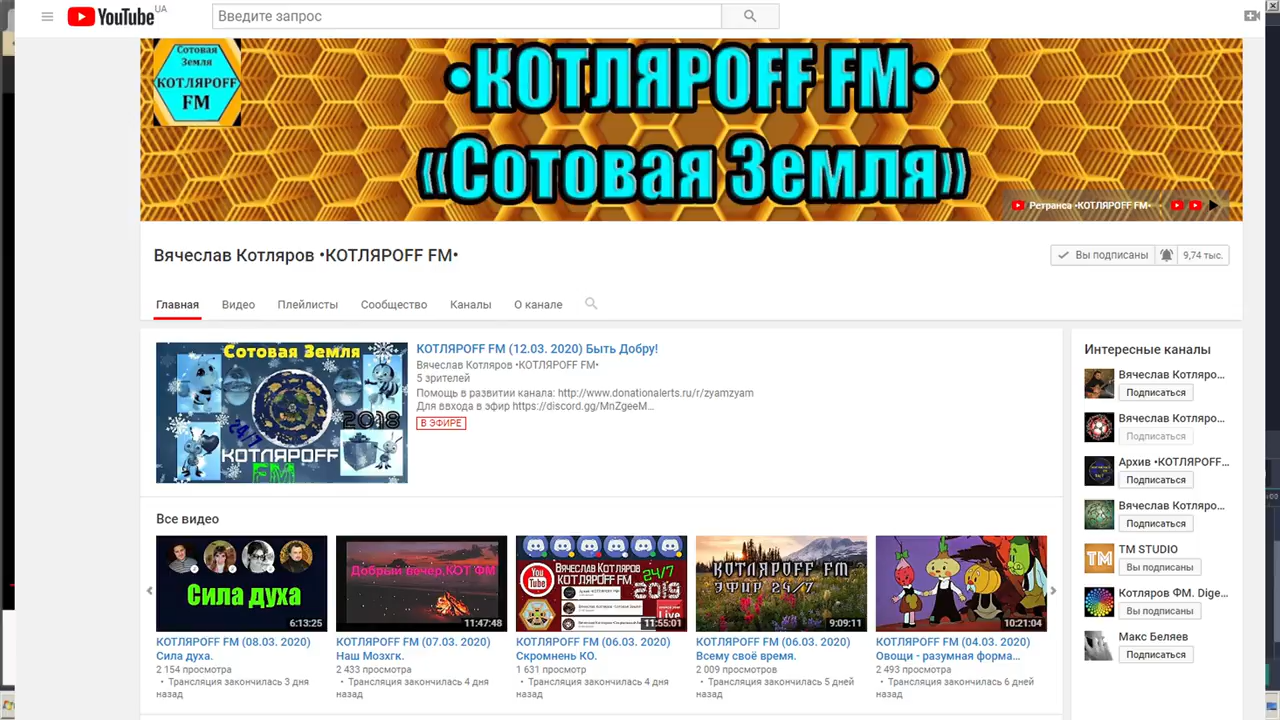 YouTube UA
Введите запрос
Сотовая
Земля
КОТЛЯРОFF
FM
•КОТЛЯРОFF FM•
«Сотовая Земля»
Ретранса •КОТЛЯРОFF FM•
Вячеслав Котляров •КОТЛЯРОFF FM•
Вы подписаны
9,74 тыс.
Главная
Видео
Плейлисты
Сообщество
Каналы
О канале
Сотовая Земля
2018
24/7
КОТЛЯРОFF
FM
КОТЛЯРОFF FM (12.03. 2020) Быть Добру!
Вячеслав Котляров •КОТЛЯРОFF FM•
5 зрителей
Помощь в развитии канала: http://www.donationalerts.ru/r/zyamzyam
Для ввхода в эфир https://discord.gg/MnZgeeM...
В ЭФИРЕ
Все видео
Сила духа
6:13:25
КОТЛЯРОFF FM (08.03. 2020)
Сила духа.
2 154 просмотра
• Трансляция закончилась 3 дня
назад
Добрый вечер,КОТ ФМ
11:47:48
КОТЛЯРОFF FM (07.03. 2020)
Наш Мозхгк.
2 433 просмотра
• Трансляция закончилась 4 дня
назад
You
Tube
Вячеслав Котляров
КОТЛЯРОFF FM
24/7
2019
Live
11:55:01
КОТЛЯРОFF FM (06.03. 2020)
Скромнень КО.
1 631 просмотр
• Трансляция закончилась 4 дня
назад
КОТЛЯРОFF FM
ЭФИР 24/7
9:09:11
КОТЛЯРОFF FM (06.03. 2020)
Всему своё время.
2 009 просмотров
• Трансляция закончилась 5 дней
назад
10:21:04
КОТЛЯРОFF FM (04.03. 2020)
Овощи - разумная форма...
2 493 просмотра
• Трансляция закончилась 6 дней
назад
Интересные каналы
Вячеслав Котляро...
Подписаться
Вячеслав Котляро...
Подписаться
Архив •КОТЛЯРОFF...
Подписаться
Вячеслав Котляро...
Подписаться
TM
TM STUDIO
Вы подписаны
Котляров ФМ. Dige...
Вы подписаны
Макс Беляев
Подписаться